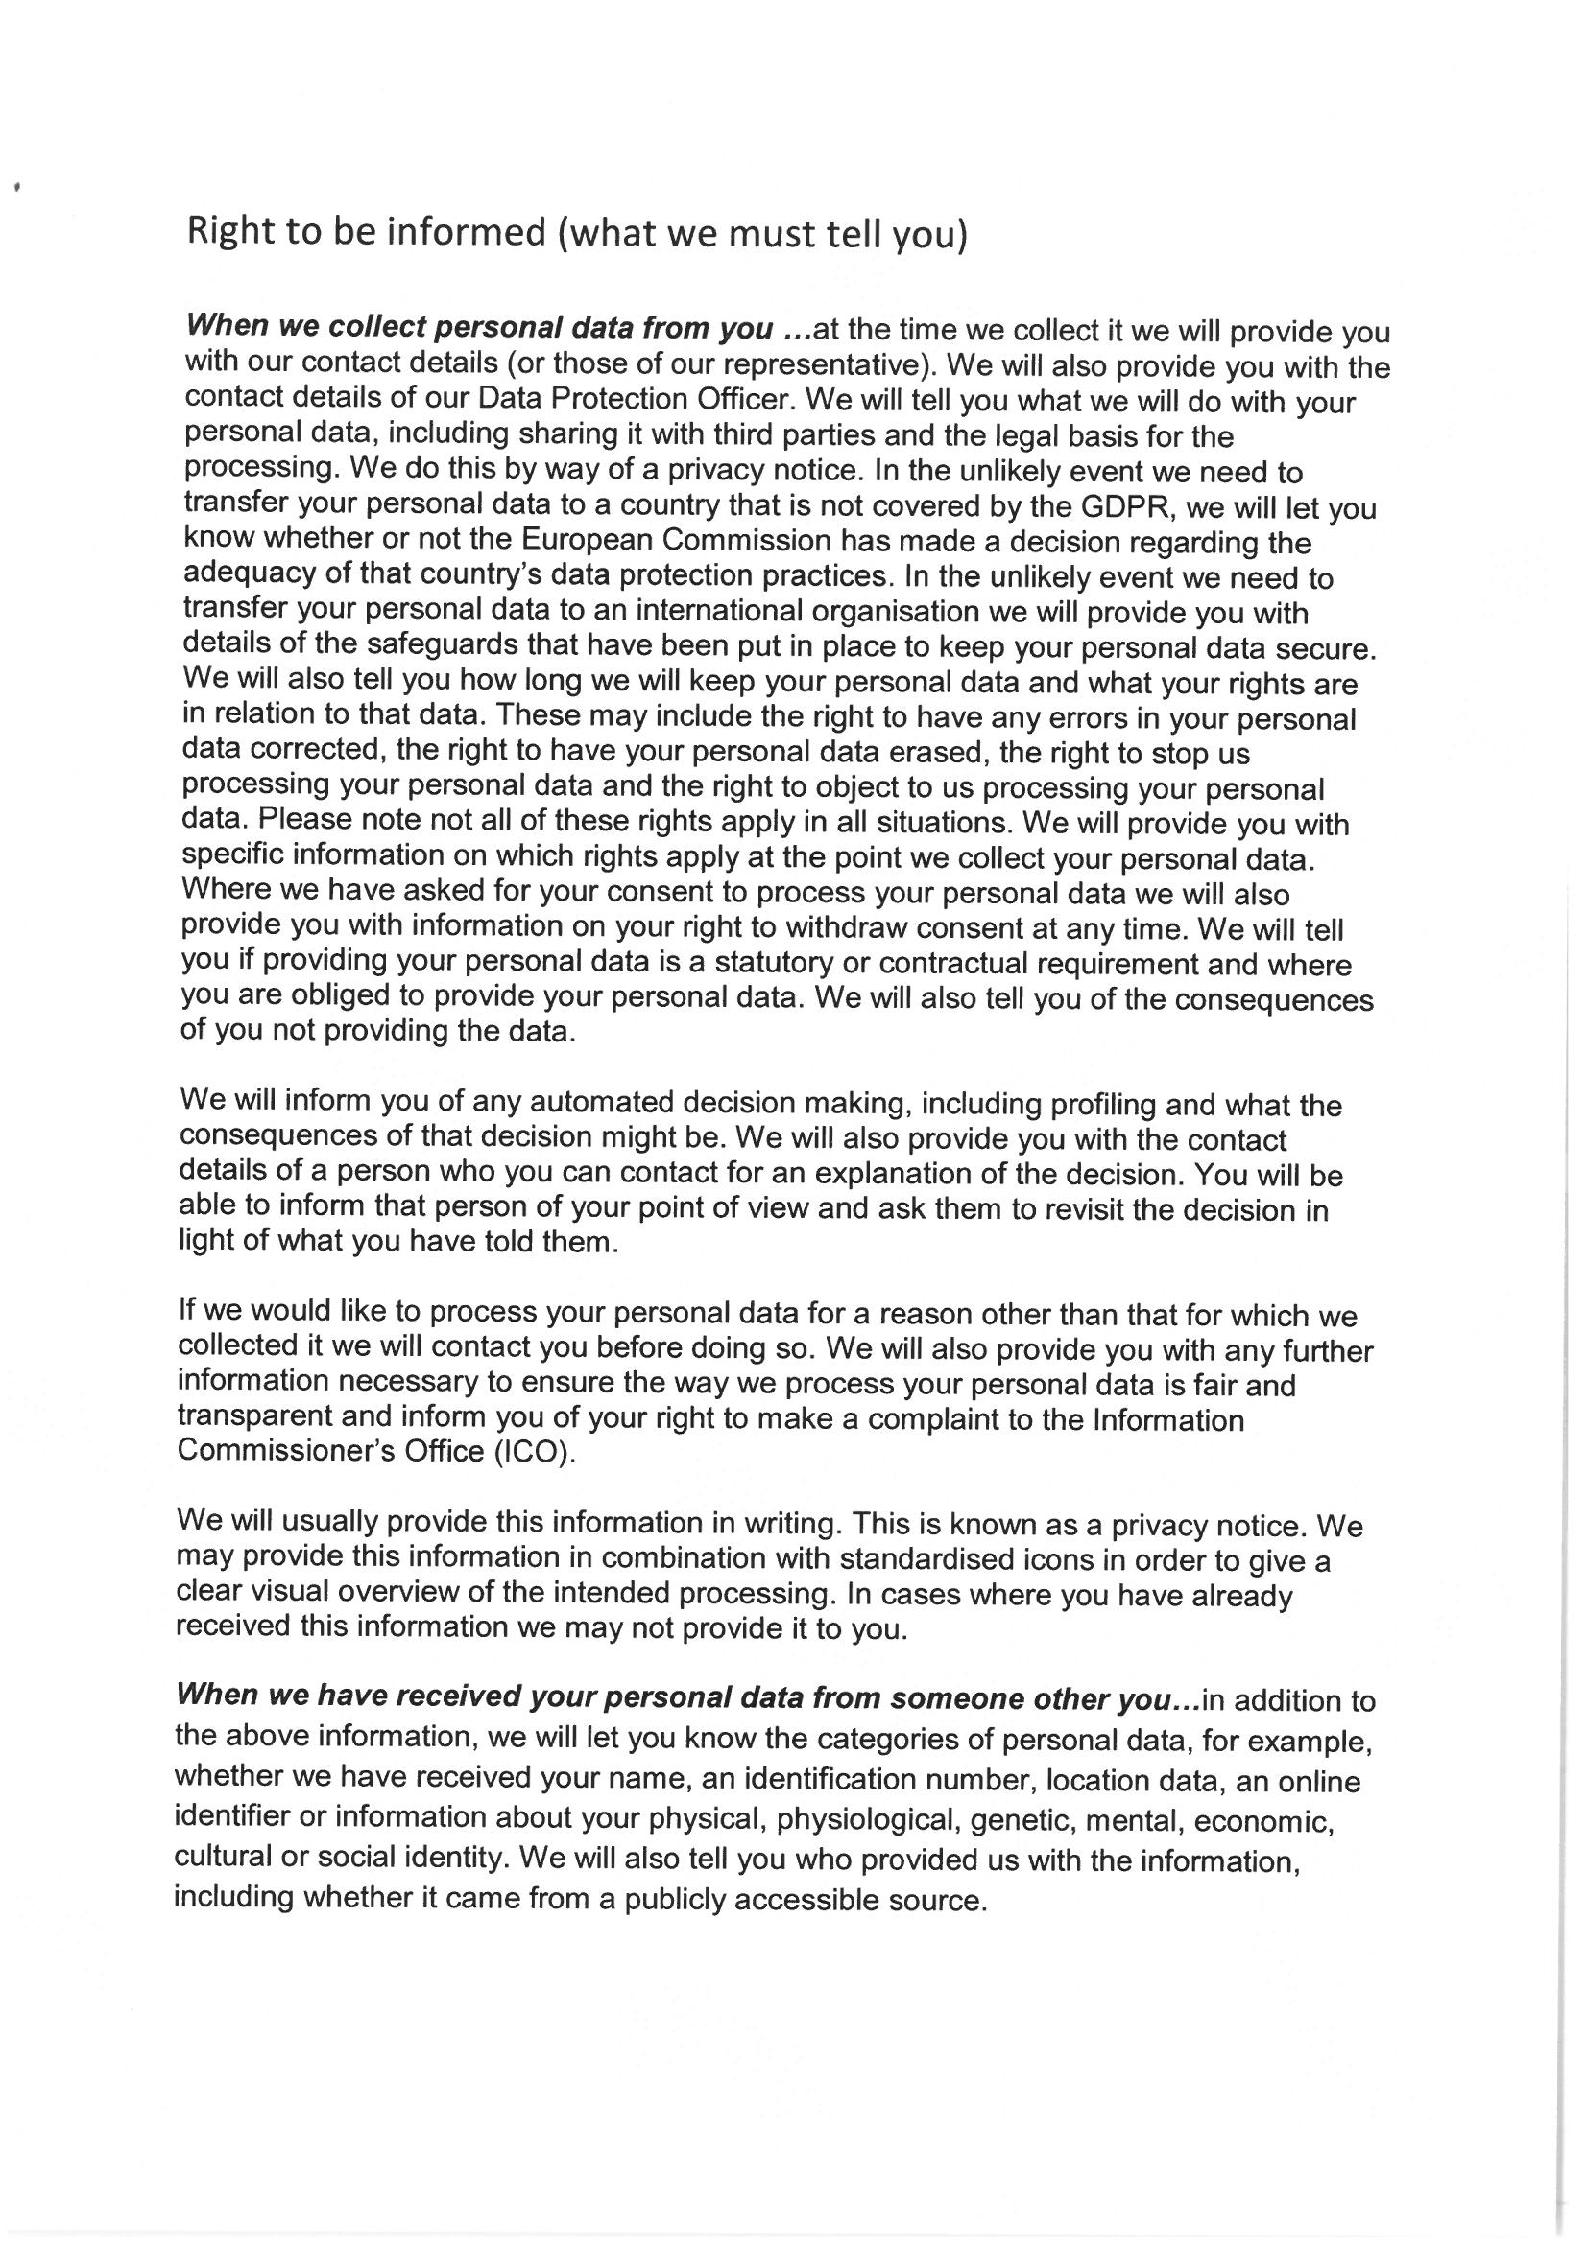 Right to be informed (what we must tell you)
When we collect personal data from you ...at the time we collect it we will provide you
with our contact details (or those of our representative). We will also provide you with the
contact details of our Data Protection Officer. We will tell you what we will do with your
personal data, including sharing it with third parties and the legal basis for the
processing. We do this by way of a privacy notice. In the unlikely event we need to
transfer your personal data to a country that is not covered by the GDPR, we will let you
know whether or not the European Commission has made a decision regarding the
adequacy of that country's data protection practices. In the unlikely event we need to
transfer your personal data to an international organisation we will provide you with
details of the safeguards that have been put in place to keep your personal data secure.
We will also tell you how long we will keep your personal data and what your rights are
in relation to that data. These may include the right to have any errors in your personal
data corrected, the right to have your personal data erased, the right to stop us
processing your personal data and the right to object to us processing your personal
data. Please note not all of these rights apply in all situations. We will provide you with
specific information on which rights apply at the point we collect your personal data.
Where we have asked for your consent to process your personal data we will also
provide you with information on your right to withdraw consent at any time. We will tell
you if providing your personal data is a statutory or contractual requirement and where
you are obliged to provide your personal data. We will also tell you of the consequences
of you not providing the data.
We will inform you of any automated decision making, including profiling and what the
consequences of that decision might be. We will also provide you with the contact
details of a person who you can contact for an explanation of the decision. You will be
able to inform that person of your point of view and ask them to revisit the decision in
light of what you have told them.
If we would like to process your personal data for a reason other than that for which we
collected it we will contact you before doing so. We will also provide you with any further
information necessary to ensure the way we process your personal data is fair and
transparent and inform you of your right to make a complaint to the Information
Commissioner's Office (ICO).
We will usually provide this information in writing. This is known as a privacy notice. We
may provide this information in combination with standardised icons in order to give a
clear visual overview of the intended processing. In cases where you have already
received this information we may not provide it to you.
When we have received your personal data from someone other you...in addition to
the above information, we will let you know the categories of personal data, for example,
whether we have received your name, an identification number, location data, an online
identifier or information about your physical, physiological, genetic, mental, economic,
cultural or social identity. We will also tell you who provided us with the information,
including whether it came from a publicly accessible source.